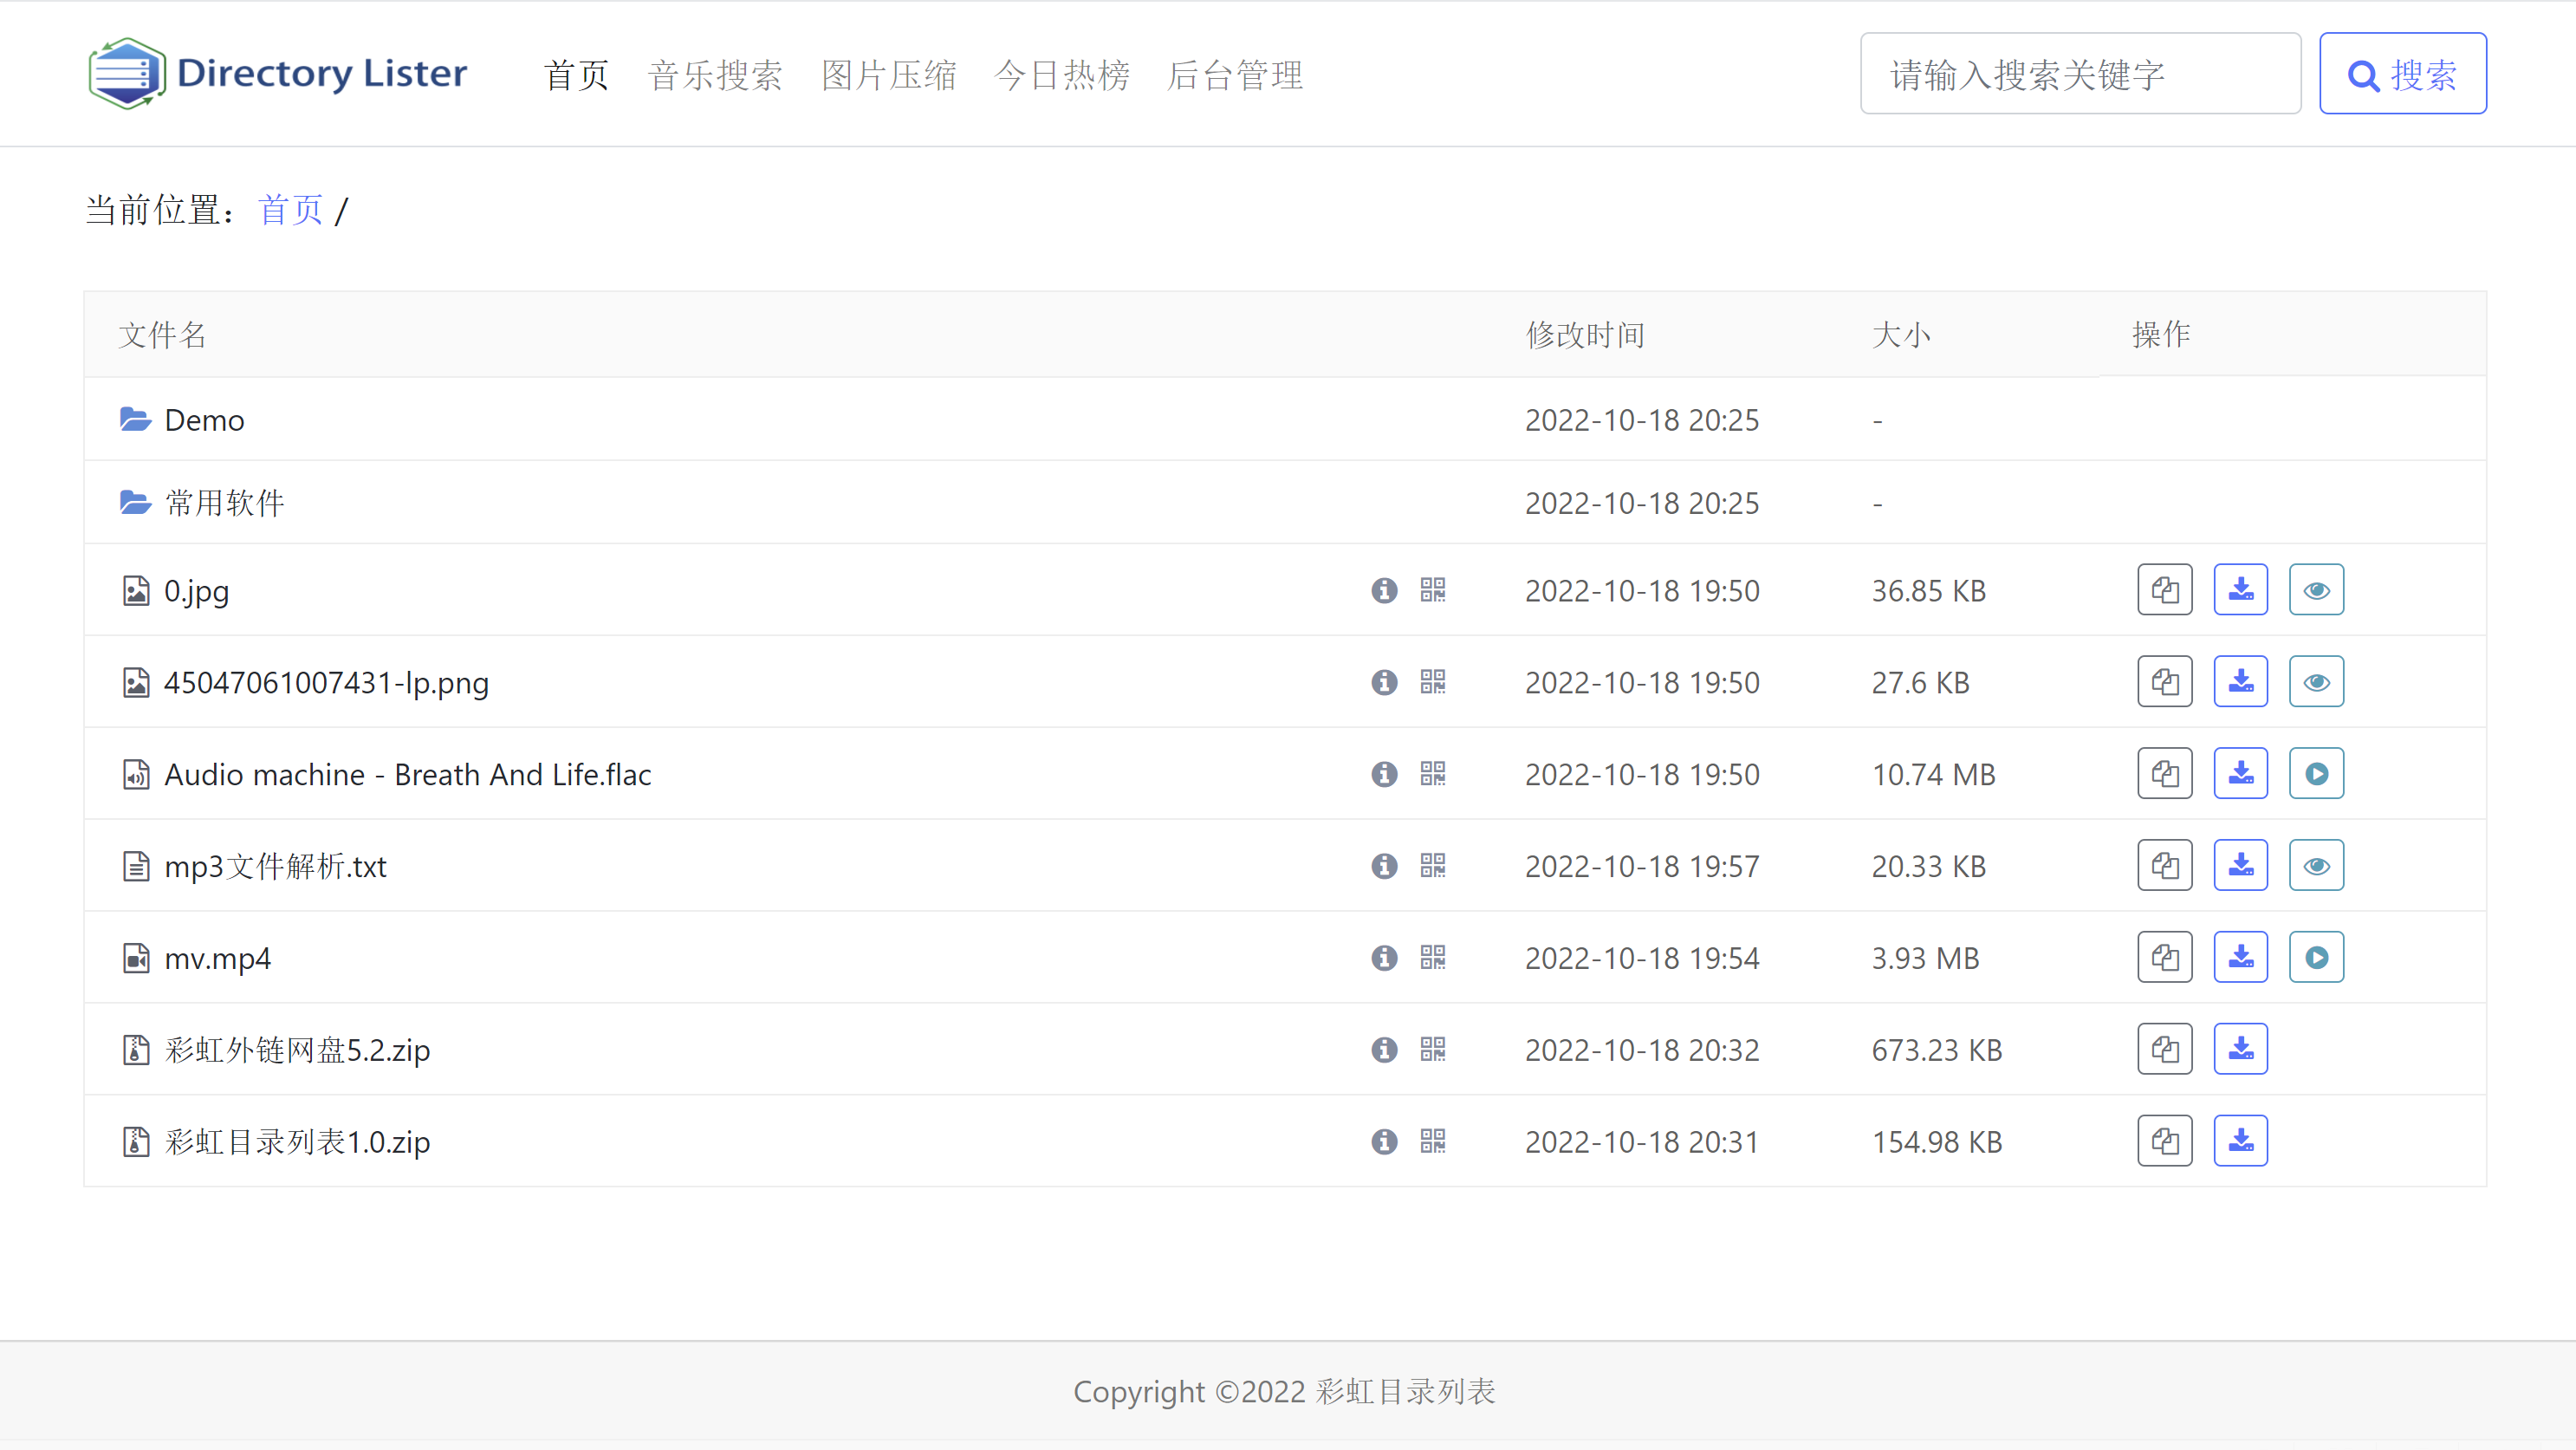 Directory Lister 首页 音乐搜索 图片压缩 今日热榜 后台管理 请输入搜索关键字 搜索
当前位置：首页 /
文件名 修改时间 大小 操作
Demo 2022-10-18 20:25 -
常用软件 2022-10-18 20:25 -
0.jpg 2022-10-18 19:50 36.85 KB
45047061007431-lp.png 2022-10-18 19:50 27.6 KB
Audio machine - Breath And Life.flac 2022-10-18 19:50 10.74 MB
mp3文件解析.txt 2022-10-18 19:57 20.33 KB
mv.mp4 2022-10-18 19:54 3.93 MB
彩虹外链网盘5.2.zip 2022-10-18 20:32 673.23 KB
彩虹目录列表1.0.zip 2022-10-18 20:31 154.98 KB
Copyright ©2022 彩虹目录列表